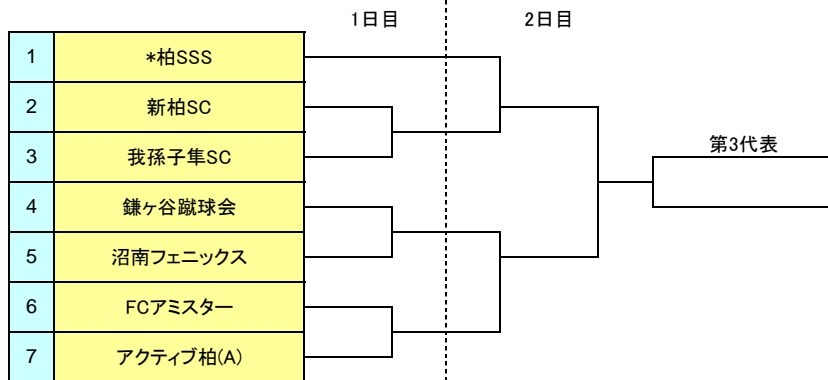 1日目 2日目
1 *柏SSS
2 新柏SC
3 我孫子隼SC
第3代表
4 鎌ヶ谷蹴球会
5 沼南フェニックス
6 FCアミスター
7 アクティブ柏(A)